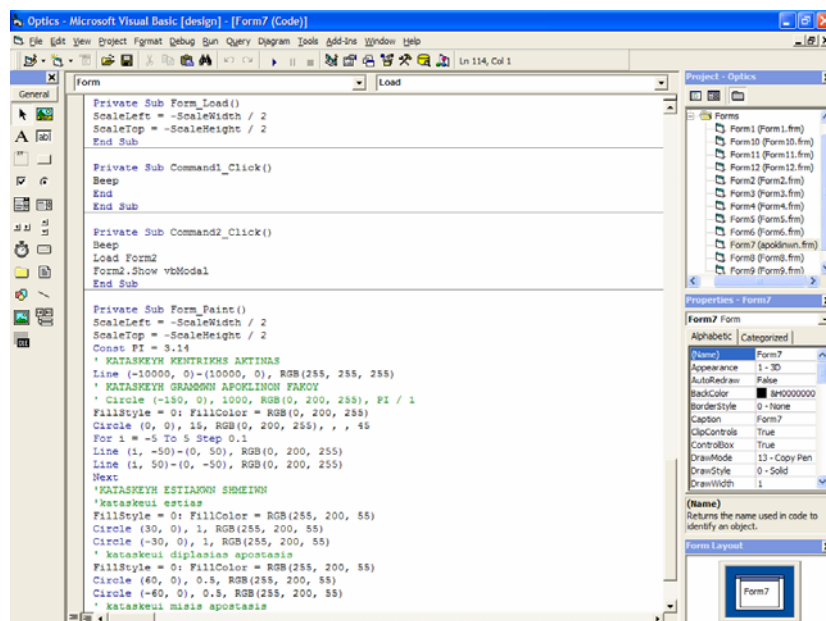 Optics - Microsoft Visual Basic [design] - [Form7 (Code)]
File Edit View Project Format Debug Run Query Diagram Tools Add-Ins Window Help
Ln 114, Col 1
General
Form
Load
Private Sub Form_Load()
ScaleLeft = -ScaleWidth / 2
ScaleTop = -ScaleHeight / 2
End Sub
Private Sub Command1_Click()
Beep
End
End Sub
Private Sub Command2_Click()
Beep
Load Form2
Form2.Show vbModal
End Sub
Private Sub Form_Paint()
ScaleLeft = -ScaleWidth / 2
ScaleTop = -ScaleHeight / 2
Const PI = 3.14
' KATASKEYH KENTRIKHS AKTINAS
Line (-10000, 0)-(10000, 0), RGB(255, 255, 255)
' KATASKEYH GRAMMWN APOKLINON FAKOY
' Circle (-150, 0), 1000, RGB(0, 200, 255), PI / 1
FillStyle = 0: FillColor = RGB(0, 200, 255)
Circle (0, 0), 15, RGB(0, 200, 255), , , 45
For i = -5 To 5 Step 0.1
Line (i, -50)-(0, 50), RGB(0, 200, 255)
Line (i, 50)-(0, -50), RGB(0, 200, 255)
Next
'KATASKEYH ESTIAKWN SHMEIWN
'kataskeui estias
FillStyle = 0: FillColor = RGB(255, 200, 55)
Circle (30, 0), 1, RGB(255, 200, 55)
Circle (-30, 0), 1, RGB(255, 200, 55)
' kataskeui diplasias apostasis
FillStyle = 0: FillColor = RGB(255, 200, 55)
Circle (60, 0), 0.5, RGB(255, 200, 55)
Circle (-60, 0), 0.5, RGB(255, 200, 55)
' kataskeui misis apostasis
Project - Optics
Forms
Form1 (Form1.frm)
Form10 (Form10.frm)
Form11 (Form11.frm)
Form12 (Form12.frm)
Form2 (Form2.frm)
Form3 (Form3.frm)
Form4 (Form4.frm)
Form5 (Form5.frm)
Form6 (Form6.frm)
Form7 (apoklinwn.frm)
Form8 (Form8.frm)
Form9 (Form9.frm)
Properties - Form7
Form7 Form
Alphabetic Categorized
(Name) Form7
Appearance 1 - 3D
AutoRedraw False
BackColor &H0000000
BorderStyle 0 - None
Caption Form7
ClipControls True
ControlBox True
DrawMode 13 - Copy Pen
DrawStyle 0 - Solid
DrawWidth 1
(Name)
Returns the name used in code to
identify an object.
Form Layout
Form7